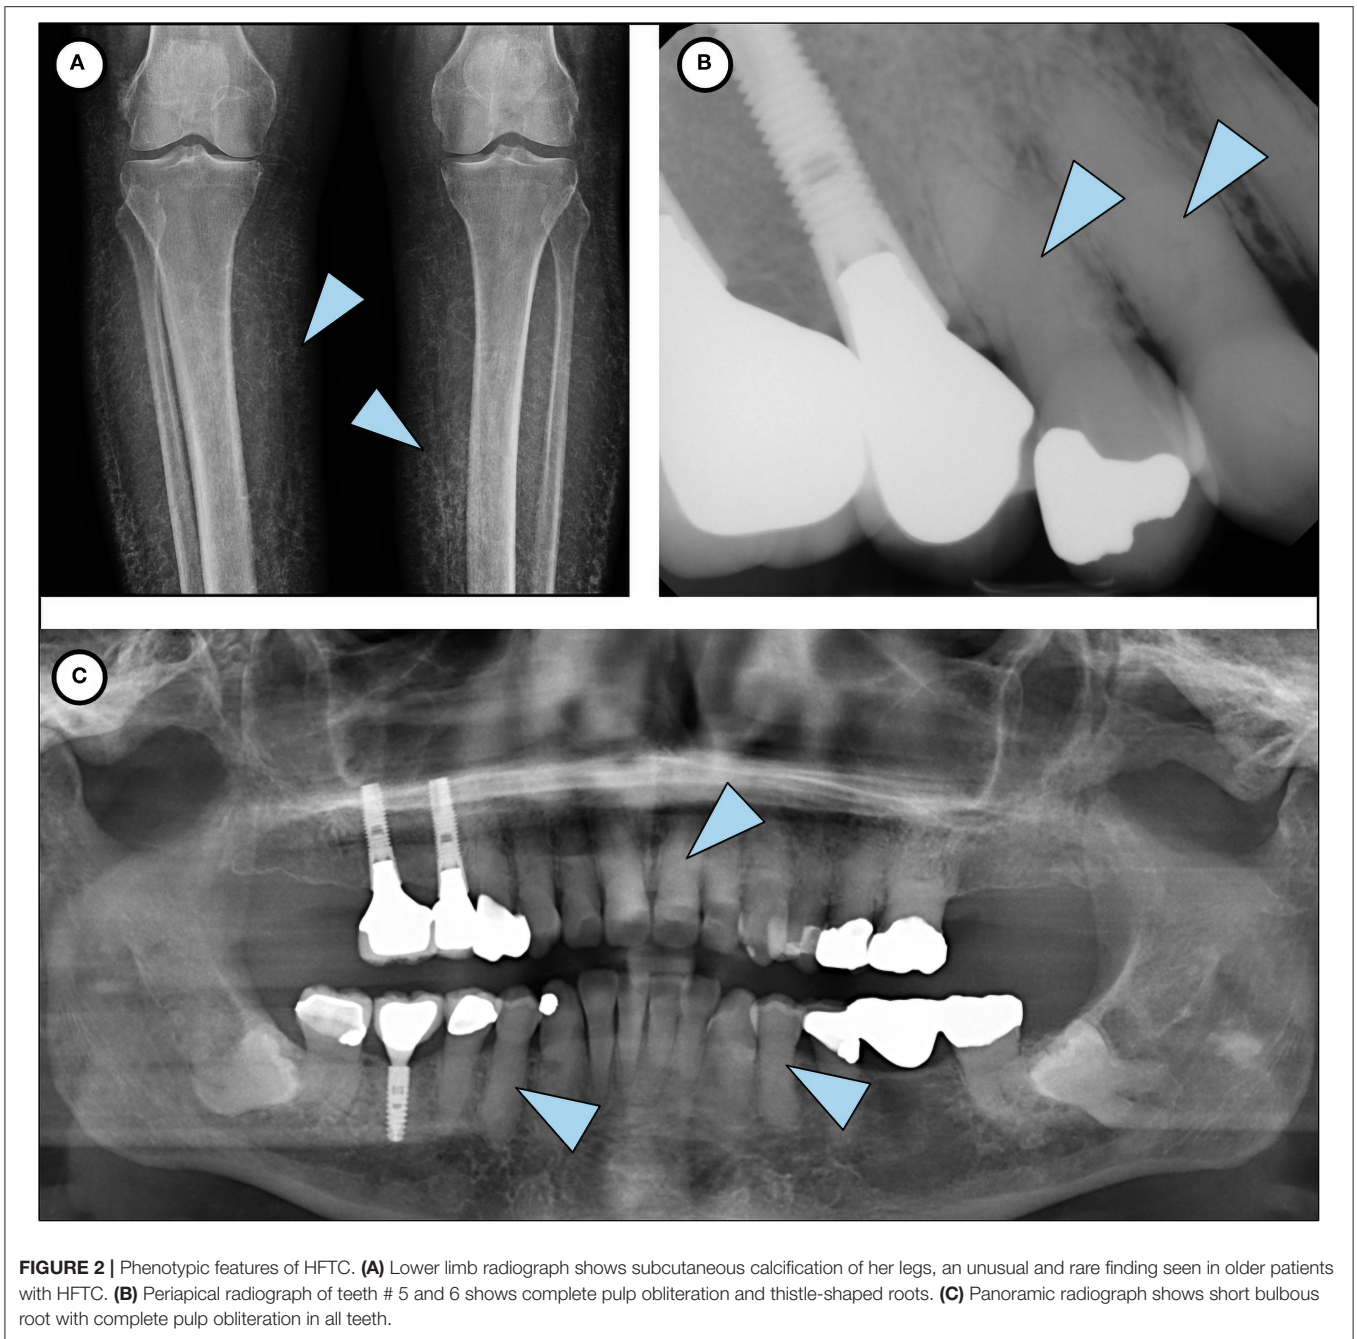 A
B
C
FIGURE 2 | Phenotypic features of HFTC. (A) Lower limb radiograph shows subcutaneous calcification of her legs, an unusual and rare finding seen in older patients
with HFTC. (B) Periapical radiograph of teeth # 5 and 6 shows complete pulp obliteration and thistle-shaped roots. (C) Panoramic radiograph shows short bulbous
root with complete pulp obliteration in all teeth.